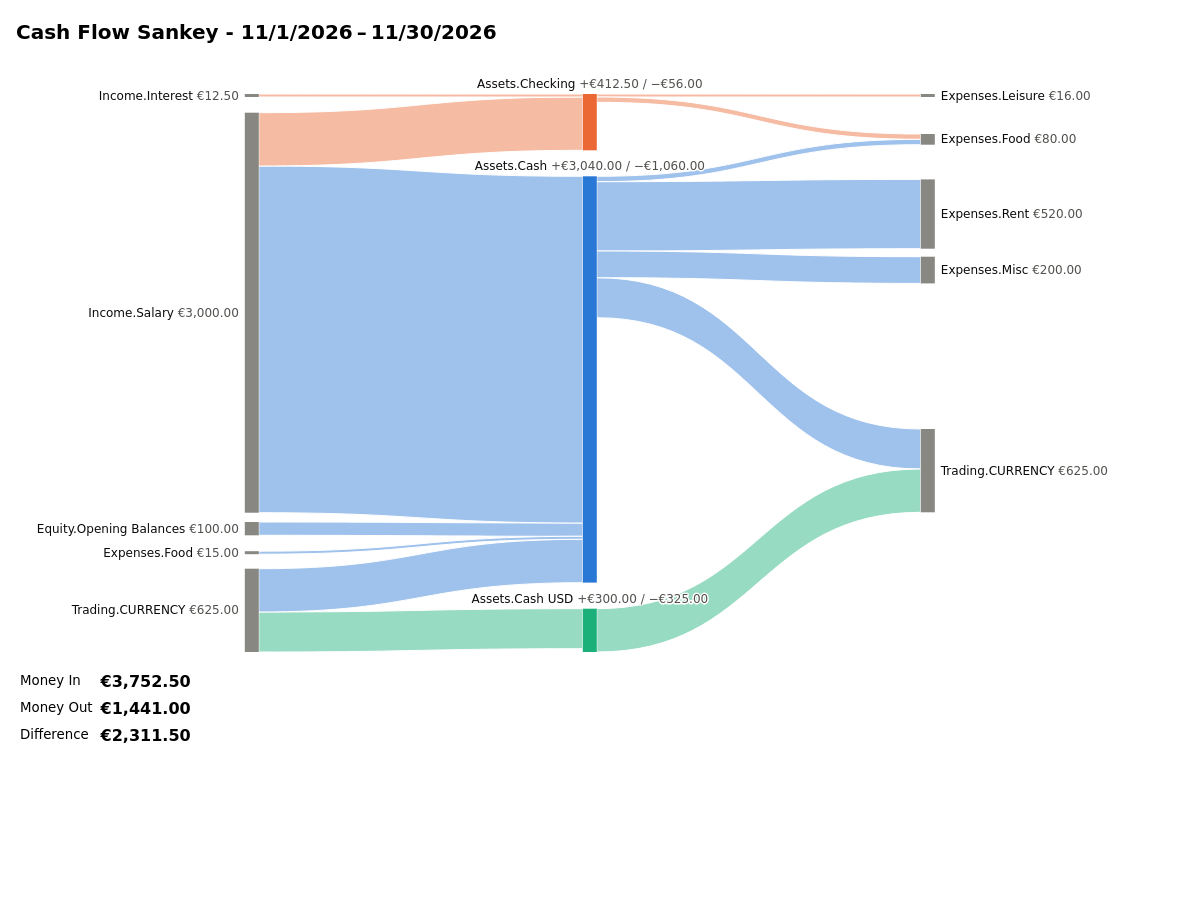 Cash Flow Sankey - 11/1/2026 – 11/30/2026
Assets.Checking +€412.50 / −€56.00
Income.Interest €12.50
Expenses.Leisure €16.00
Expenses.Food €80.00
Assets.Cash +€3,040.00 / −€1,060.00
Expenses.Rent €520.00
Expenses.Misc €200.00
Income.Salary €3,000.00
Trading.CURRENCY €625.00
Equity.Opening Balances €100.00
Expenses.Food €15.00
Assets.Cash USD +€300.00 / −€325.00
Trading.CURRENCY €625.00
Money In €3,752.50
Money Out €1,441.00
Difference €2,311.50